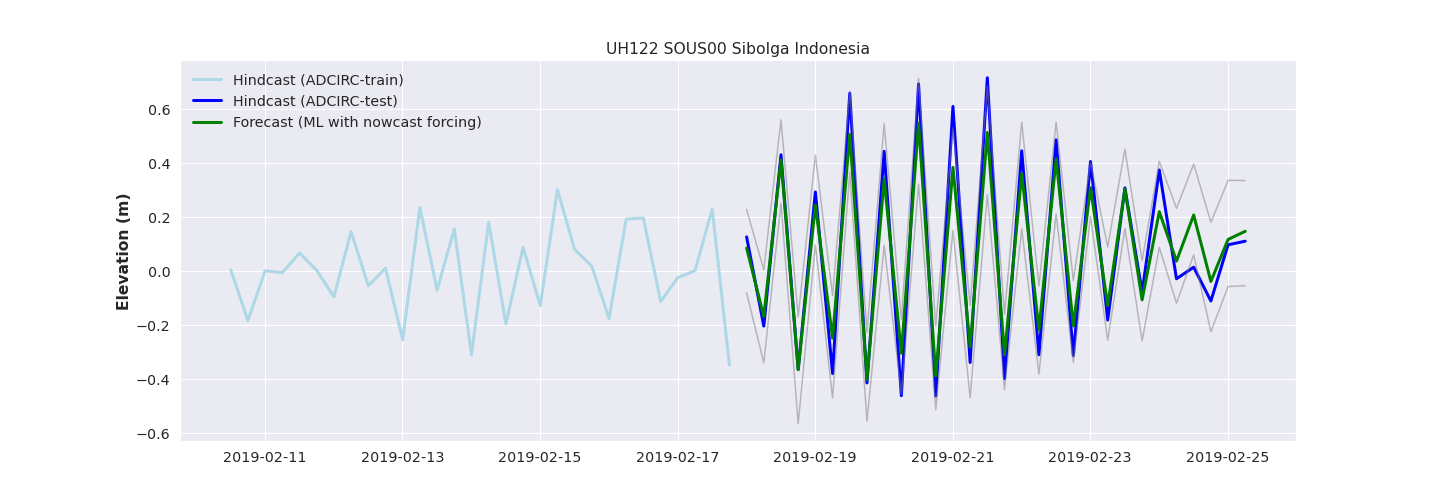 UH122 SOUS00 Sibolga Indonesia
Hindcast (ADCIRC-train)
Hindcast (ADCIRC-test)
Forecast (ML with nowcast forcing)
Elevation (m)
0.6
0.4
0.2
0.0
−0.2
−0.4
−0.6
2019-02-11 2019-02-13 2019-02-15 2019-02-17 2019-02-19 2019-02-21 2019-02-23 2019-02-25